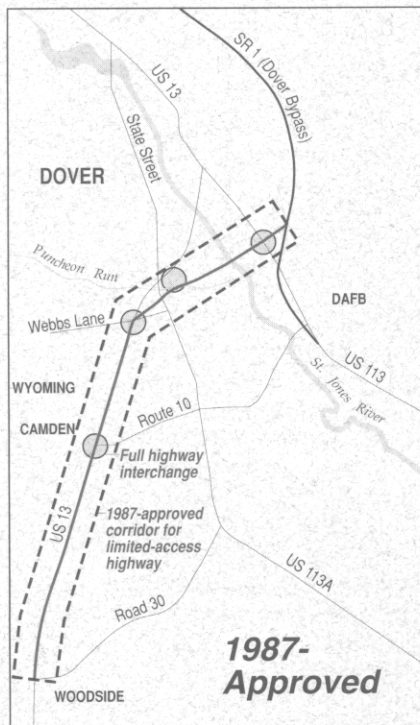 US 13
SR 1 (Dover Bypass)
State Street
DOVER
Puncheon Run
DAFB
Webbs Lane
US 113
St. Jones River
WYOMING
Route 10
CAMDEN
Full highway
interchange
US 13
1987-approved
corridor for
limited-access
highway
US 113A
Road 30
1987-
Approved
WOODSIDE